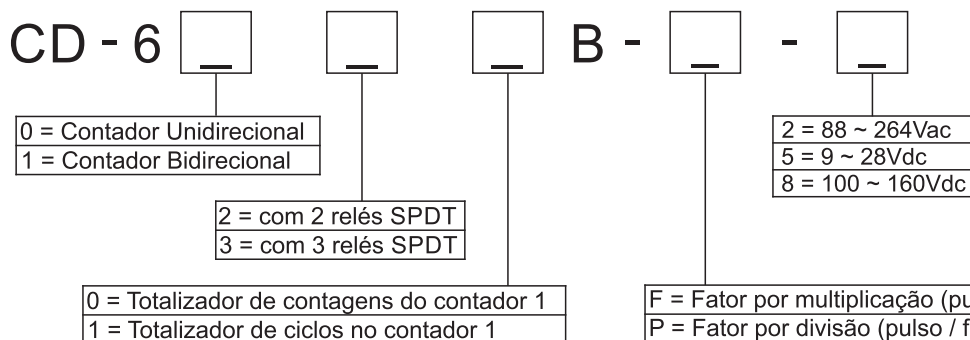 CD - 6 _ _ _ B - _ - _
0 = Contador Unidirecional
1 = Contador Bidirecional
2 = 88 ~ 264Vac
5 = 9 ~ 28Vdc
8 = 100 ~ 160Vdc
2 = com 2 relés SPDT
3 = com 3 relés SPDT
0 = Totalizador de contagens do contador 1
1 = Totalizador de ciclos no contador 1
F = Fator por multiplicação
P = Fator por divisão (pulso /